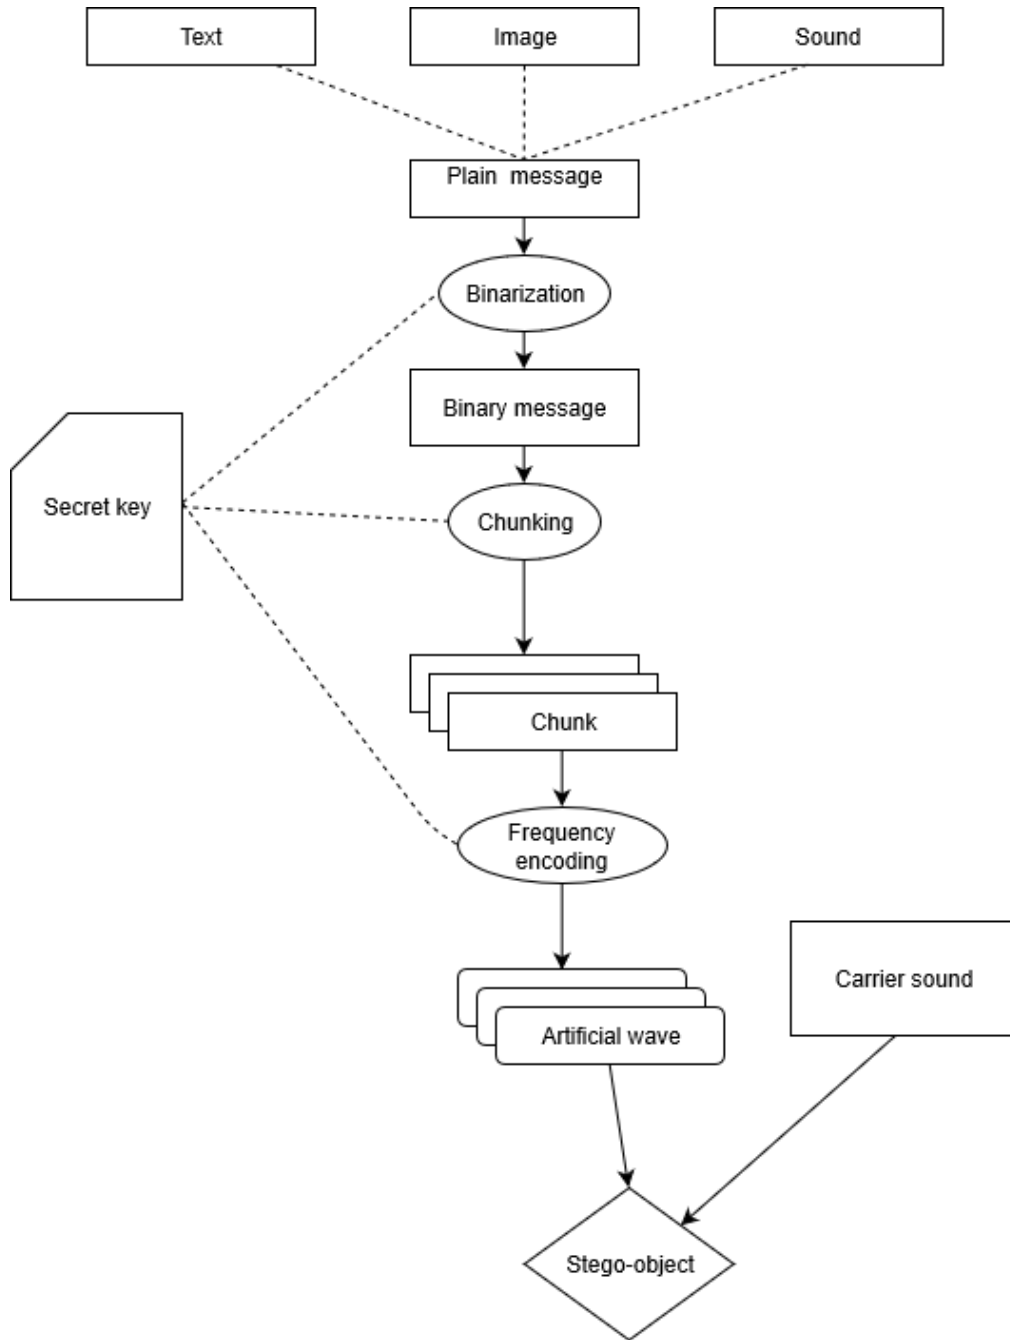 Text
Image
Sound
Plain  message
Binarization
Binary message
Secret key
Chunking
Chunk
Frequency
encoding
Carrier sound
Artificial wave
Stego-object